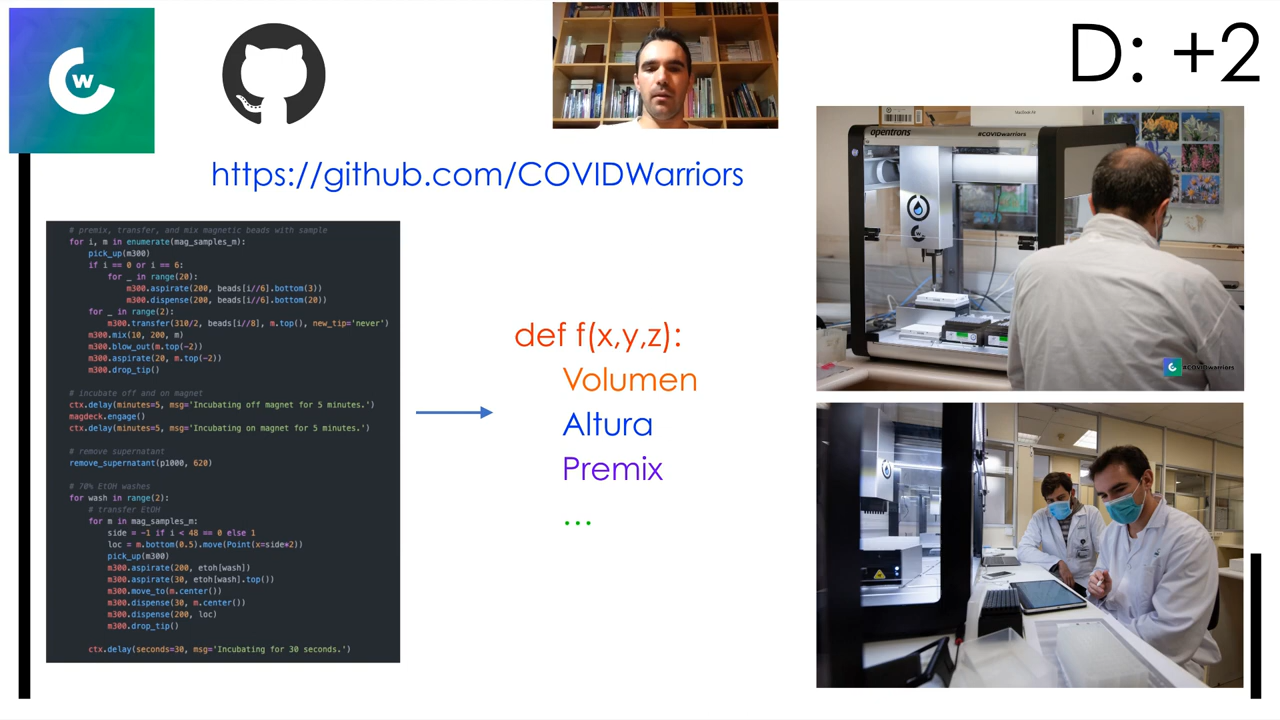 W
D: +2
https://github.com/COVIDWarriors
# premix, transfer, and mix magnetic beads with sample
for i, m in enumerate(mag_samples_m):
    pick_up(m300)
    if i == 0 or i == 6:
        for _ in range(20):
            m300.aspirate(200, beads[i//6].bottom(3))
            m300.dispense(200, beads[i//6].bottom(20))
    for _ in range(2):
        m300.transfer(310/2, beads[i//8], m.top(), new_tip='never')
    m300.mix(10, 200, m)
    m300.blow_out(m.top(-2))
    m300.aspirate(20, m.top(-2))
    m300.drop_tip()
# incubate off and on magnet
ctx.delay(minutes=5, msg='Incubating off magnet for 5 minutes.')
magdeck.engage()
ctx.delay(minutes=5, msg='Incubating on magnet for 5 minutes.')
# remove supernatant
remove_supernatant(p1000, 620)
# 70% EtOH washes
for wash in range(2):
    # transfer EtOH
    for m in mag_samples_m:
        side = -1 if i < 48 == 0 else 1
        loc = m.bottom(0.5).move(Point(x=side*2))
        pick_up(m300)
        m300.aspirate(200, etoh[wash])
        m300.aspirate(30, etoh[wash].top())
        m300.move_to(m.center())
        m300.dispense(30, m.center())
        m300.dispense(200, loc)
        m300.drop_tip()
    ctx.delay(seconds=30, msg='Incubating for 30 seconds.')
def f(x,y,z):
Volumen
Altura
Premix
...
opentrons
#COVIDwarriors
MacBook Air
#COVIDwarriors